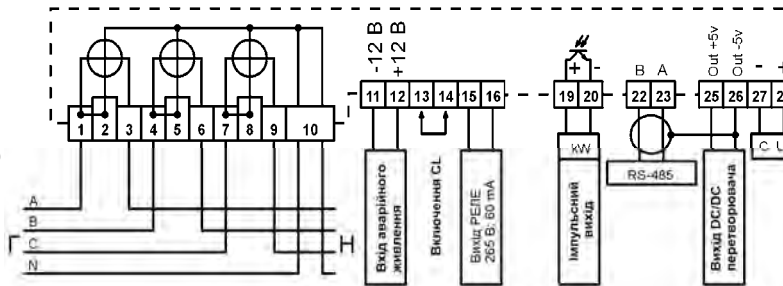 -12 В
+12 В
+ -
B A
Out +5v
Out -5v
- +
1 2 3 4 5 6 7 8 9 10
11 12 13 14 15 16
19 20
22 23
25 26 27
kW
C
RS-485
A
B
C
N
Г
Н
Вхід аварійного
живлення
Включення CL
Вихід РЕЛЕ
265 В; 60 mA
Імпульсний
вихід
Вихід DC/DC
перетворювача